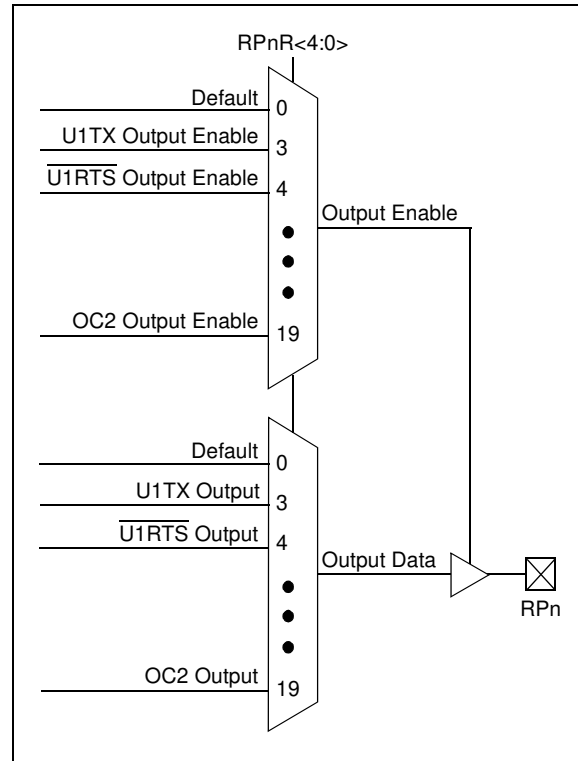 RPnR<4:0>
Default
0
U1TX Output Enable
3
U1RTS Output Enable
4
Output Enable
OC2 Output Enable
19
Default
0
U1TX Output
3
U1RTS Output
4
Output Data
RPn
OC2 Output
19